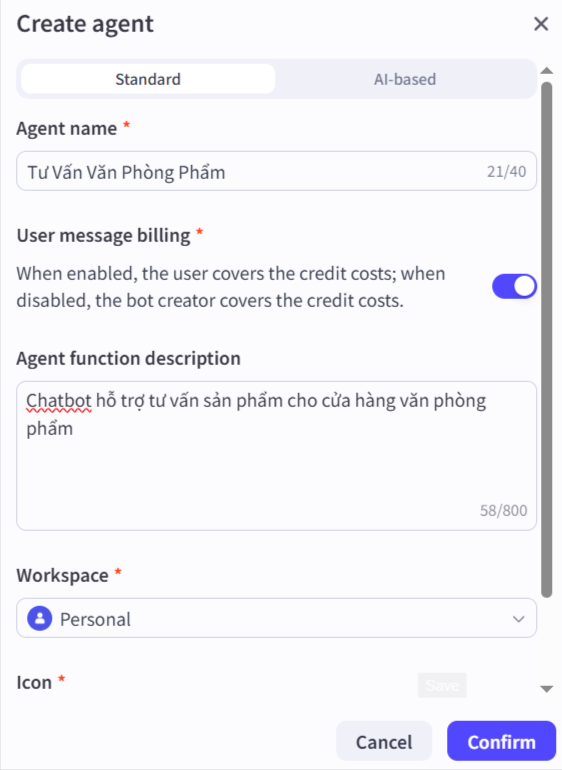 Create agent
Standard
AI-based
Agent name *
Tư Vấn Văn Phòng Phẩm
21/40
User message billing *
When enabled, the user covers the credit costs; when
disabled, the bot creator covers the credit costs.
Agent function description
Chatbot hỗ trợ tư vấn sản phẩm cho cửa hàng văn phòng
phẩm
58/800
Workspace *
Personal
Icon *
Save
Cancel
Confirm